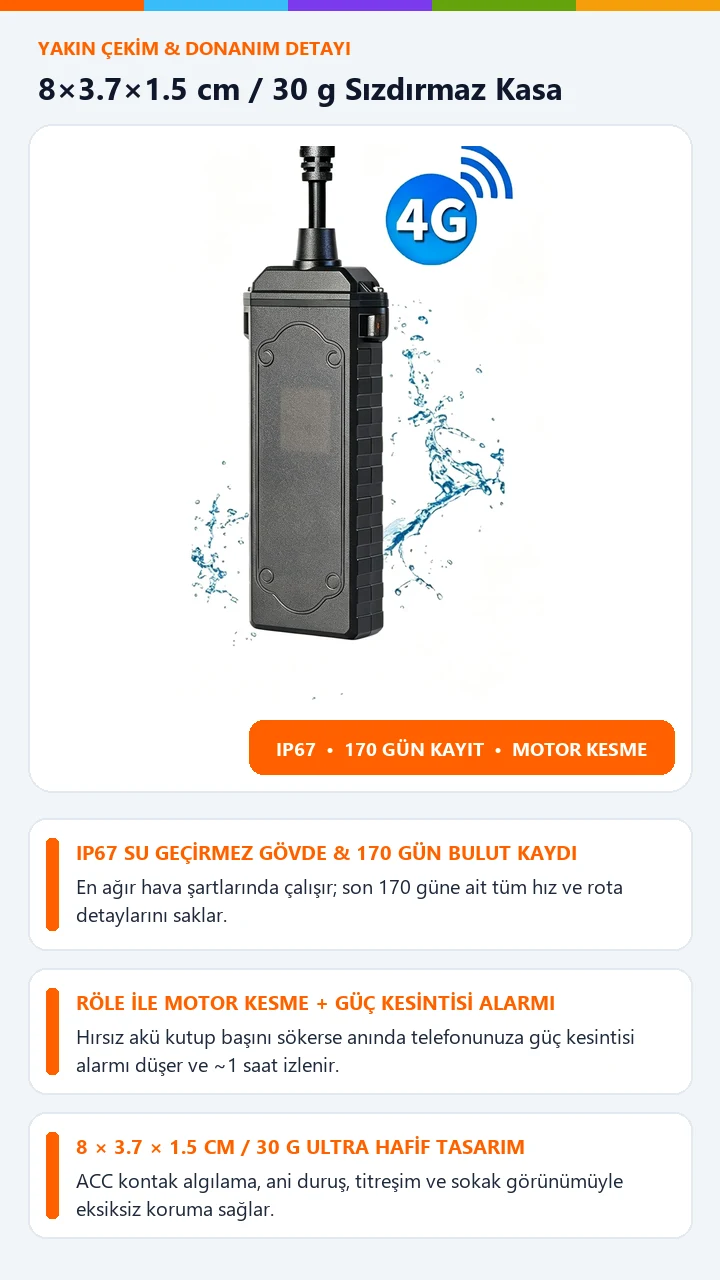 YAKIN ÇEKİM & DONANIM DETAYI
8×3.7×1.5 cm / 30 g Sızdırmaz Kasa
4G
IP67 • 170 GÜN KAYIT • MOTOR KESME
IP67 SU GEÇİRMEZ GÖVDE & 170 GÜN BULUT KAYDI
En ağır hava şartlarında çalışır; son 170 güne ait tüm hız ve rota
detaylarını saklar.
RÖLE İLE MOTOR KESME + GÜÇ KESİNTİSİ ALARMI
Hırsız akü kutup başını sökerse anında telefonunuza güç kesintisi
alarmı düşer ve ~1 saat izlenir.
8 × 3.7 × 1.5 CM / 30 G ULTRA HAFİF TASARIM
ACC kontak algılama, ani duruş, titreşim ve sokak görünümüyle
eksiksiz koruma sağlar.